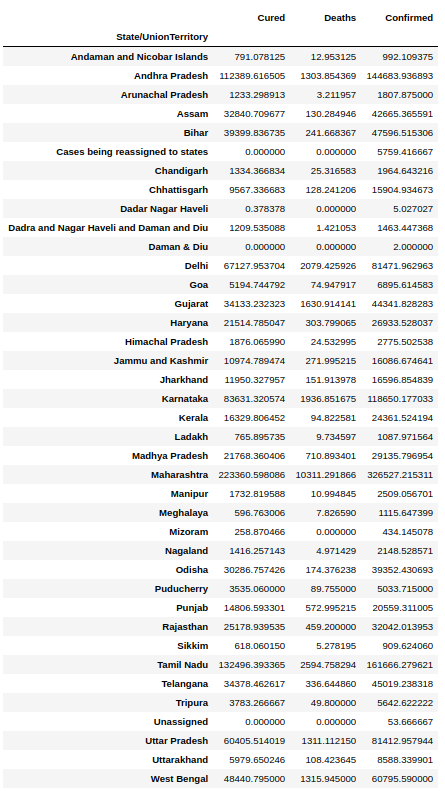 Cured Deaths Confirmed
State/UnionTerritory
Andaman and Nicobar Islands 791.078125 12.953125 992.109375
Andhra Pradesh 112389.616505 1303.854369 144683.936893
Arunachal Pradesh 1233.298913 3.211957 1807.875000
Assam 32840.709677 130.284946 42665.365591
Bihar 39399.836735 241.668367 47596.515306
Cases being reassigned to states 0.000000 0.000000 5759.416667
Chandigarh 1334.366834 25.316583 1964.643216
Chhattisgarh 9567.336683 128.241206 15904.934673
Dadar Nagar Haveli 0.378378 0.000000 5.027027
Dadra and Nagar Haveli and Daman and Diu 1209.535088 1.421053 1463.447368
Daman & Diu 0.000000 0.000000 2.000000
Delhi 67127.953704 2079.425926 81471.962963
Goa 5194.744792 74.947917 6895.614583
Gujarat 34133.232323 1630.914141 44341.828283
Haryana 21514.785047 303.799065 26933.528037
Himachal Pradesh 1876.065990 24.532995 2775.502538
Jammu and Kashmir 10974.789474 271.995215 16086.674641
Jharkhand 11950.327957 151.913978 16596.854839
Karnataka 83631.320574 1936.851675 118650.177033
Kerala 16329.806452 94.822581 24361.524194
Ladakh 765.895735 9.734597 1087.971564
Madhya Pradesh 21768.360406 710.893401 29135.796954
Maharashtra 223360.598086 10311.291866 326527.215311
Manipur 1732.819588 10.994845 2509.056701
Meghalaya 596.763006 7.826590 1115.647399
Mizoram 258.870466 0.000000 434.145078
Nagaland 1416.257143 4.971429 2148.528571
Odisha 30286.757426 174.376238 39352.430693
Puducherry 3535.060000 89.755000 5033.715000
Punjab 14806.593301 572.995215 20559.311005
Rajasthan 25178.939535 459.200000 32042.013953
Sikkim 618.060150 5.278195 909.624060
Tamil Nadu 132496.393365 2594.758294 161666.279621
Telangana 34378.462617 336.644860 45019.238318
Tripura 3783.266667 49.800000 5642.622222
Unassigned 0.000000 0.000000 53.666667
Uttar Pradesh 60405.514019 1311.112150 81412.957944
Uttarakhand 5979.650246 108.423645 8588.339901
West Bengal 48440.795000 1315.945000 60795.590000